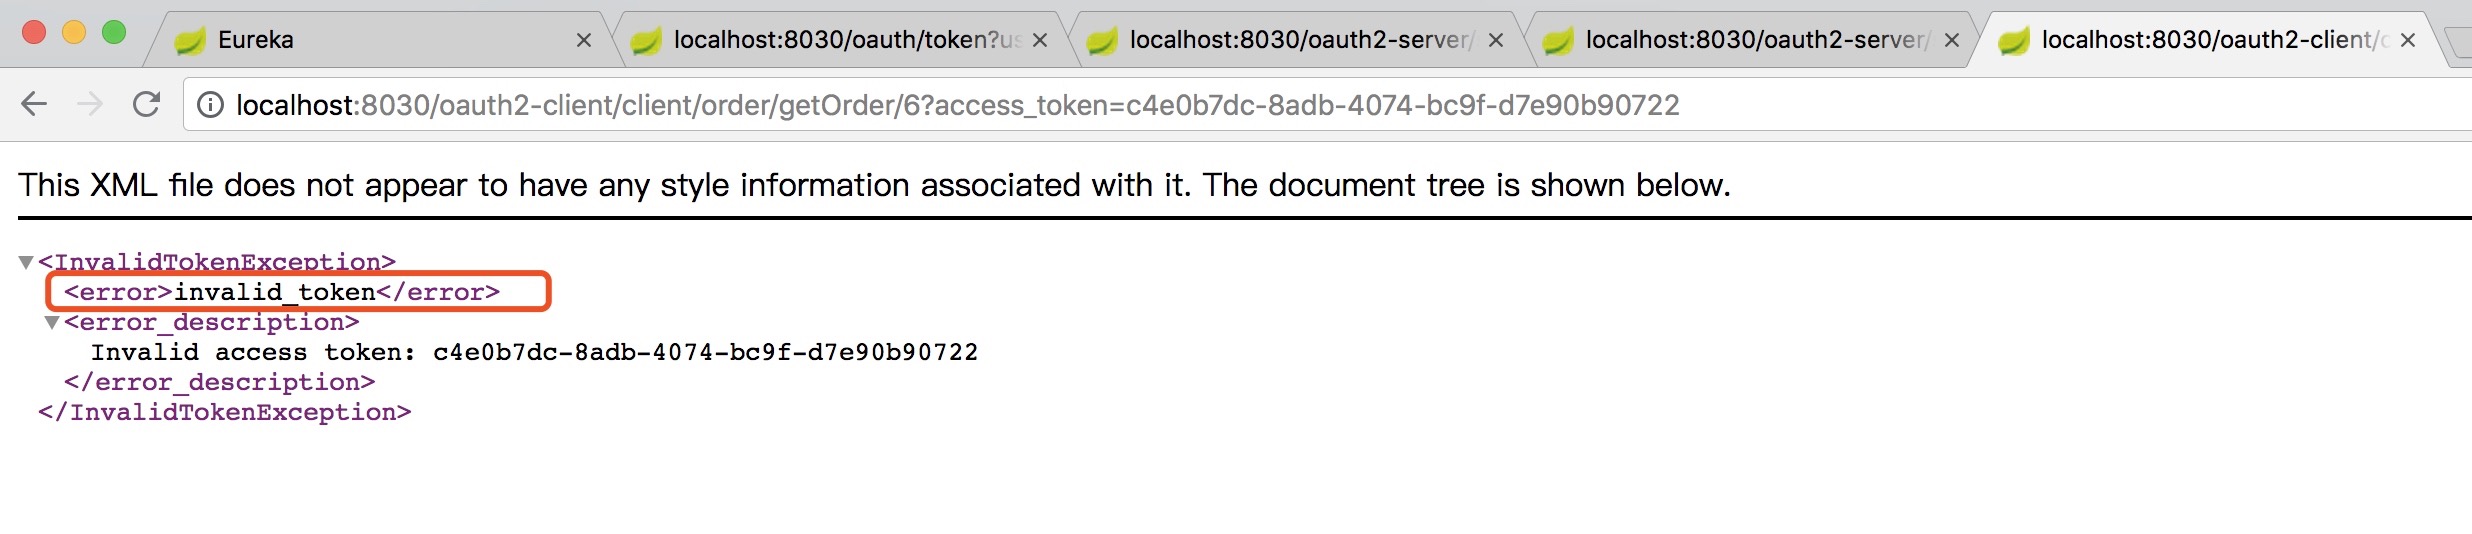 Eureka
localhost:8030/oauth/token?us
localhost:8030/oauth2-server/
localhost:8030/oauth2-server/
localhost:8030/oauth2-client/c
localhost:8030/oauth2-client/client/order/getOrder/6?access_token=c4e0b7dc-8adb-4074-bc9f-d7e90b90722
This XML file does not appear to have any style information associated with it. The document tree is shown below.
<InvalidTokenException>
<error>invalid_token</error>
<error_description>
Invalid access token: c4e0b7dc-8adb-4074-bc9f-d7e90b90722
</error_description>
</InvalidTokenException>